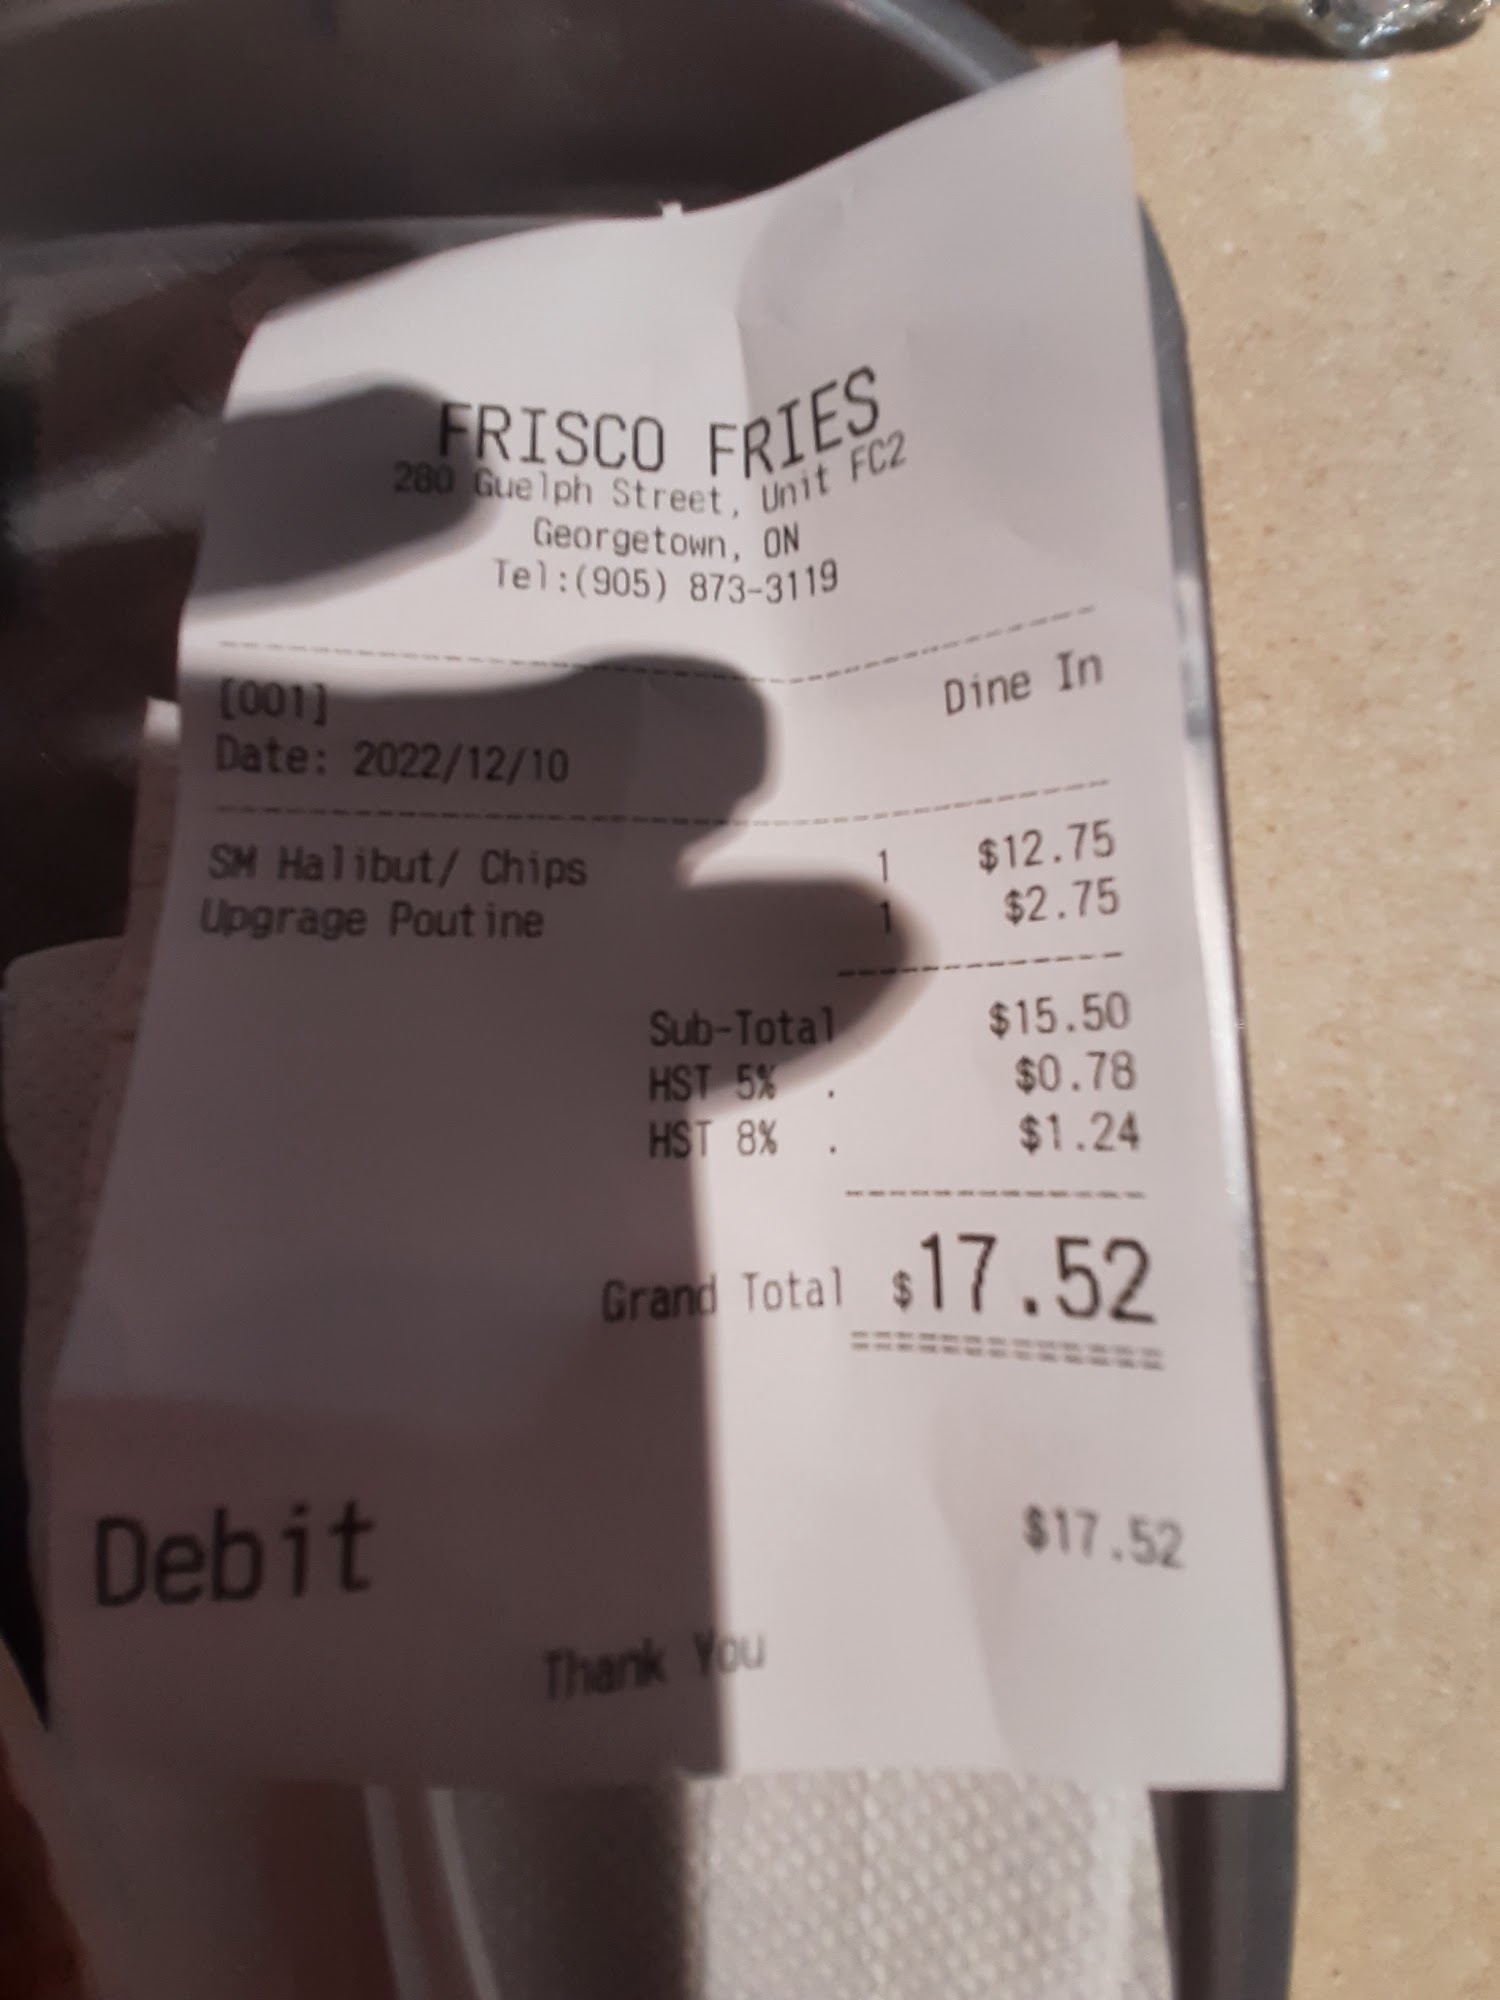 FRISCO FRIES
280 Guelph Street, Unit FC2
Georgetown, ON
Tel:(905) 873-3119
[001] Dine In
Date: 2022/12/10
SM Halibut/ Chips 1 $12.75
Upgrage Poutine 1 $2.75
Sub-Total $15.50
HST 5% . $0.78
HST 8% . $1.24
Grand Total $17.52
Debit $17.52
Thank You